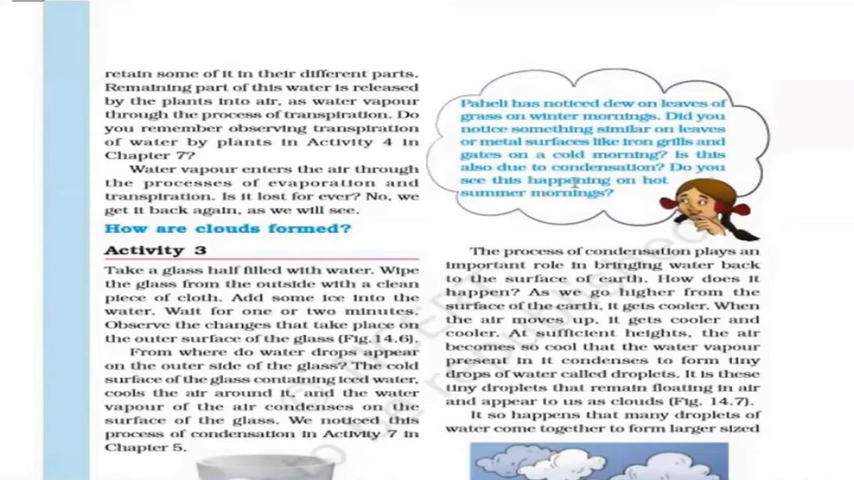 retain some of it in their different parts.
Remaining part of this water is released
by the plants into air, as water vapour
through the process of transpiration. Do
you remember observing transpiration
of water by plants in Activity 4 in
Chapter 7?
Water vapour enters the air through
the processes of evaporation and
transpiration. Is it lost for ever? No, we
get it back again, as we will see.
How are clouds formed?
Activity 3
Take a glass half filled with water. Wipe
the glass from the outside with a clean
piece of cloth. Add some ice into the
water. Wait for one or two minutes.
Observe the changes that take place on
the outer surface of the glass (Fig.14.6).
From where do water drops appear
on the outer side of the glass? The cold
surface of the glass containing iced water,
cools the air around it, and the water
vapour of the air condenses on the
surface of the glass. We noticed this
process of condensation in Activity 7 in
Chapter 5.
Paheli has noticed dew on leaves of
grass on winter mornings. Did you
notice something similar on leaves
or metal surfaces like iron grills and
gates on a cold morning? Is this
also due to condensation? Do you
see this happening on hot
summer mornings?
The process of condensation plays an
important role in bringing water back
to the surface of earth. How does it
happen? As we go higher from the
surface of the earth, it gets cooler. When
the air moves up, it gets cooler and
cooler. At sufficient heights, the air
becomes so cool that the water vapour
present in it condenses to form tiny
drops of water called droplets. It is these
tiny droplets that remain floating in air
and appear to us as clouds (Fig. 14.7).
It so happens that many droplets of
water come together to form larger sized